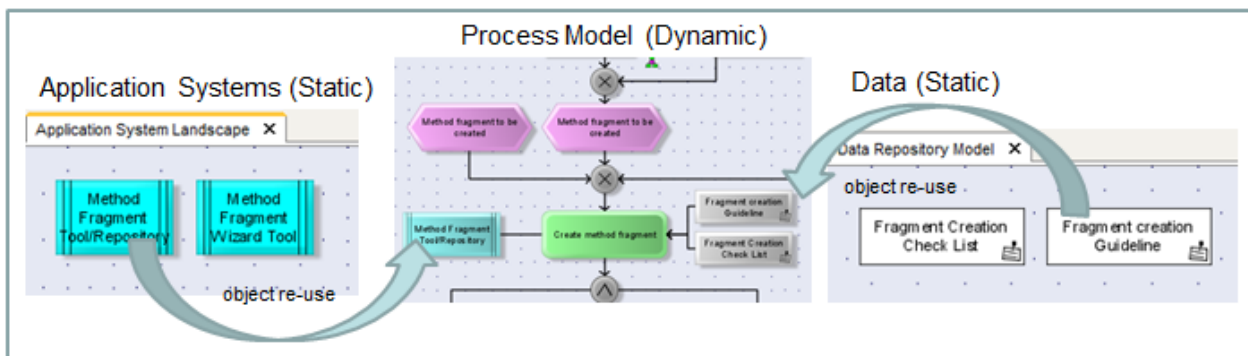 Process Model (Dynamic)
Application Systems (Static)
Data (Static)
Application System Landscape X
Method
Fragment
Tool/Repository
Method
Fragment
Wizard Tool
object re-use
Method fragment to be
created
Method fragment to be
created
Method Fragment
Tool/Repository
Create method fragment
Fragment creation
Guideline
Fragment Creation
Check List
Data Repository Model X
object re-use
Fragment Creation
Check List
Fragment creation
Guideline